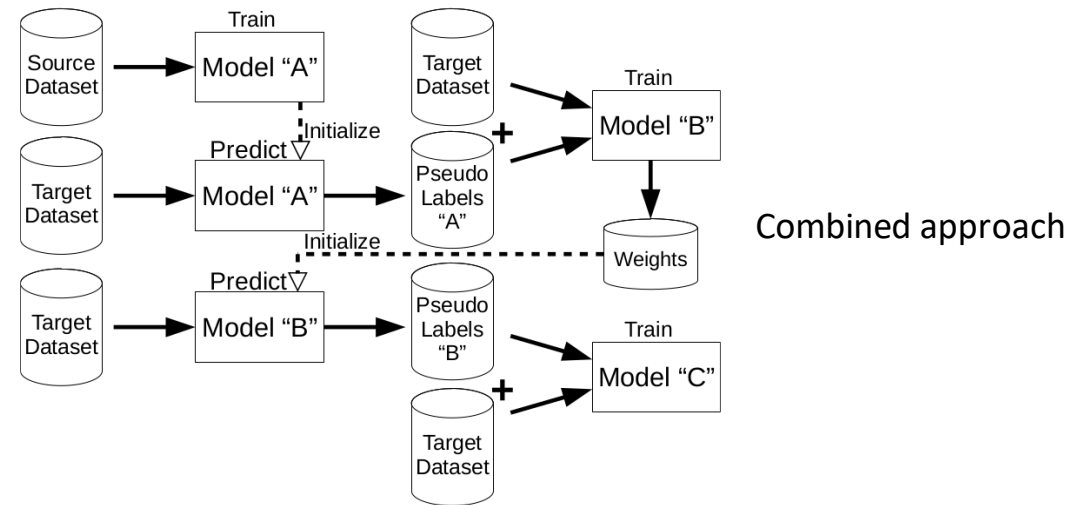 Train
Source
Dataset
Model “A”
Target
Dataset
Train
Model “B”
Initialize
Predict
Target
Dataset
Model “A”
+
Pseudo
Labels
“A”
Weights
Combined approach
Initialize
Predict
Target
Dataset
Model “B”
Pseudo
Labels
“B”
Train
Model “C”
+
Target
Dataset